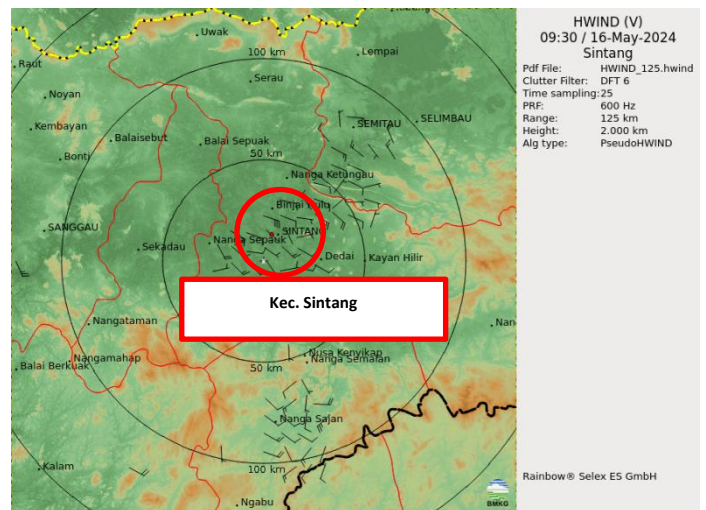 Uwak
100 km
Lempai
Raut
Serau
Noyan
SEMITAU
SELIMBAU
Kembayan
Balaisebut
Balai Sepuak
Bonti
50 km
Nanga Ketungau
Binjai Hulu
SANGGAU
SINTANG
Sekadau
Nanga Sepauk
Dedai
Kayan Hilir
Kec. Sintang
Nangataman
Nan
Nusa Kenyikap
Nangamahap
Nanga Semalan
Balai Berkuak
50 km
Nanga Sajan
Kalam
100 km
Ngabu
BMKG
HWIND (V)
09:30 / 16-May-2024
Sintang
Pdf File: HWIND_125.hwind
Clutter Filter: DFT 6
Time sampling:25
PRF: 600 Hz
Range: 125 km
Height: 2.000 km
Alg type: PseudoHWIND
Rainbow® Selex ES GmbH